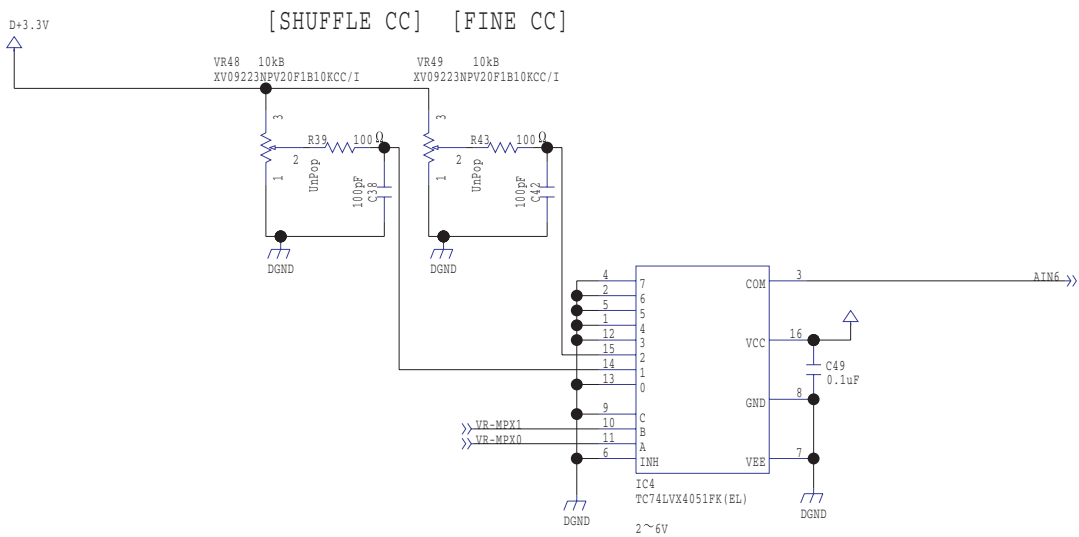 [SHUFFLE CC] [FINE CC]
D+3.3V
VR48 10kB
XV09223NPV20F1B10KCC/I
VR49 10kB
XV09223NPV20F1B10KCC/I
3
R39 100Ω
2
1
UnPop
100pF
C38
DGND
3
R43 100Ω
2
1
UnPop
100pF
C42
DGND
4 7
2 6
5 5
1 4
12 3
15 2
14 1
13 0
9 C
VR-MPX1 10 B
VR-MPX0 11 A
6 INH
COM 3 AIN6
VCC 16
C49
0.1uF
GND 8
VEE 7
IC4
TC74LVX4051FK(EL)
2~6V
DGND
DGND